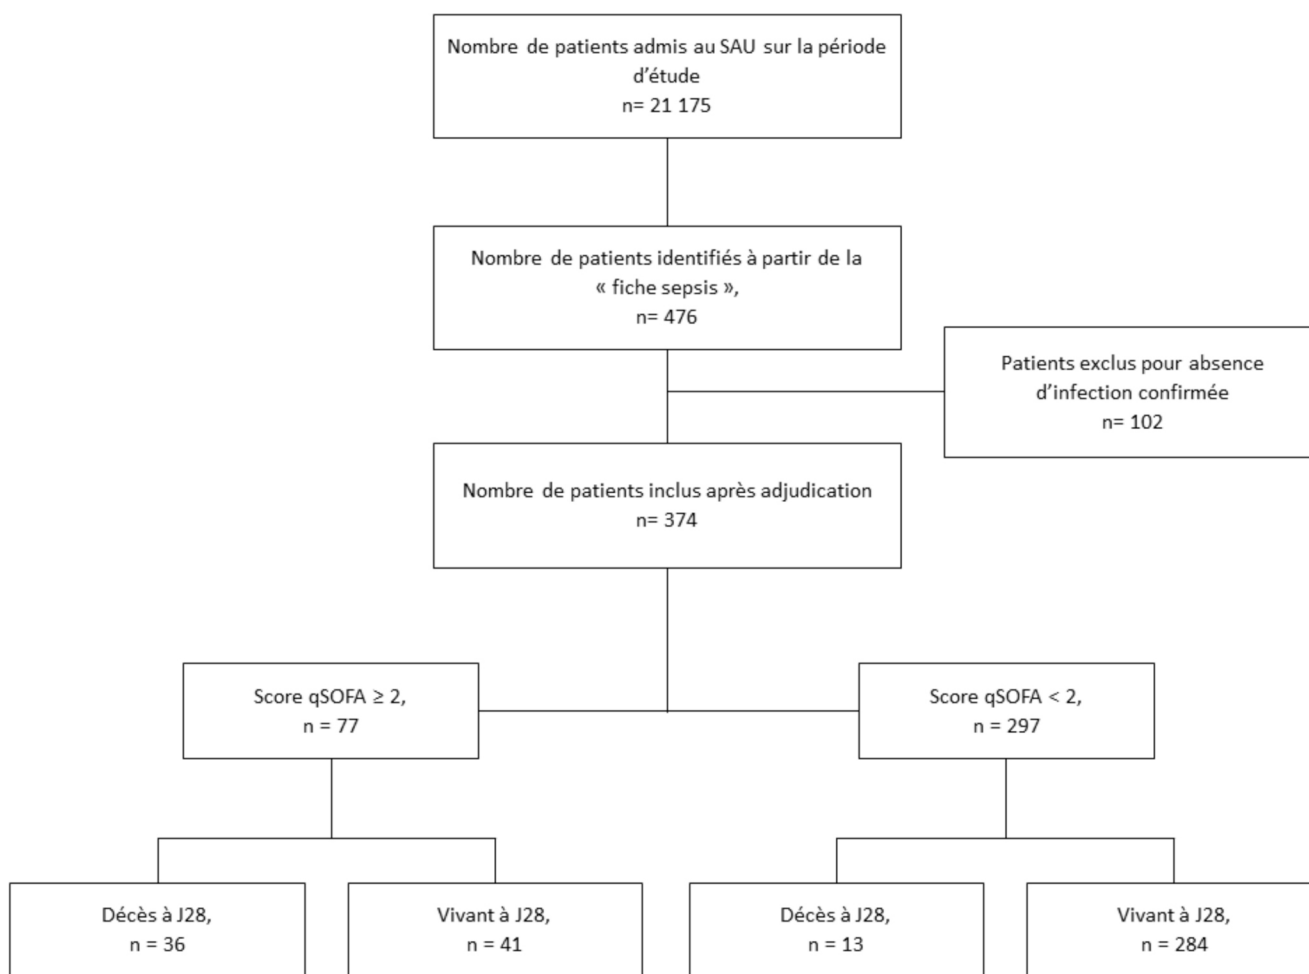 Nombre de patients admis au SAU sur la période
d’étude
n= 21 175
Nombre de patients identifiés à partir de la
« fiche sepsis »,
n= 476
Patients exclus pour absence
d’infection confirmée
n= 102
Nombre de patients inclus après adjudication
n= 374
Score qSOFA ≥ 2,
n = 77
Score qSOFA < 2,
n = 297
Décès à J28,
n = 36
Vivant à J28,
n = 41
Décès à J28,
n = 13
Vivant à J28,
n = 284